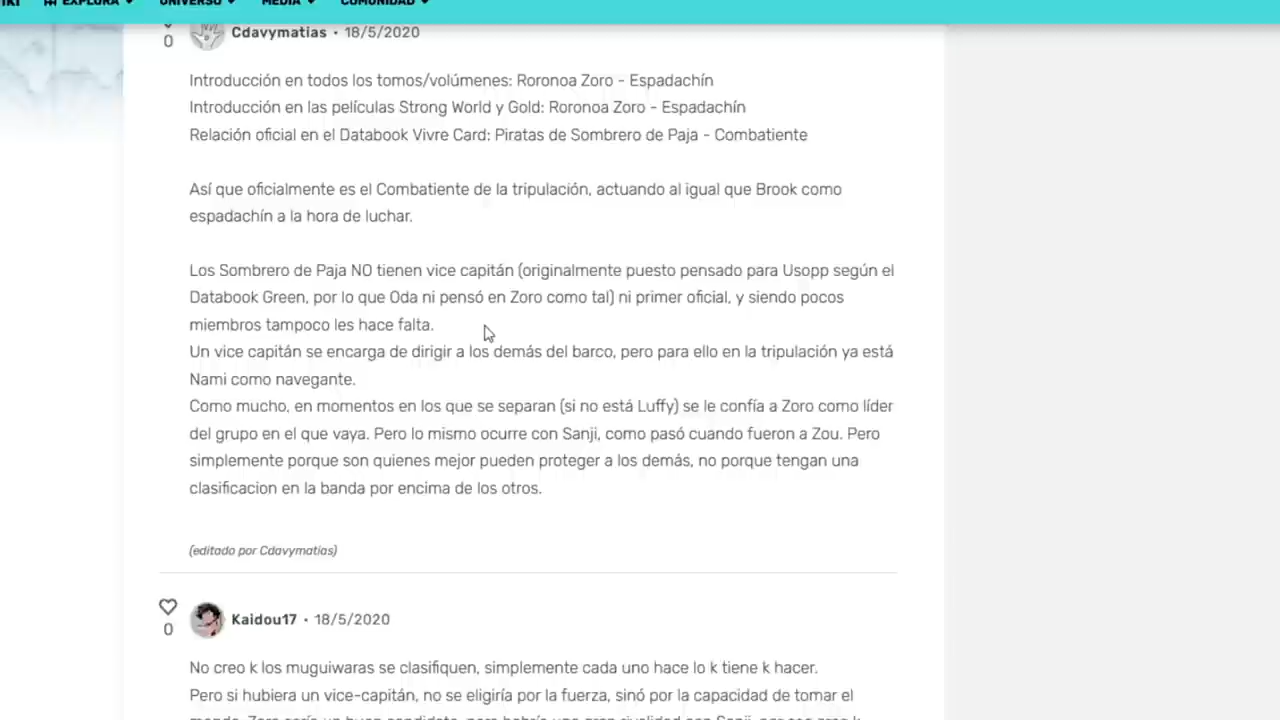 EXPLORA
UNIVERSO
MEDIA
COMUNIDAD
0
Cdavymatias • 18/5/2020
Introducción en todos los tomos/volúmenes: Roronoa Zoro - Espadachín
Introducción en las películas Strong World y Gold: Roronoa Zoro - Espadachín
Relación oficial en el Databook Vivre Card: Piratas de Sombrero de Paja - Combatiente
Así que oficialmente es el Combatiente de la tripulación, actuando al igual que Brook como
espadachín a la hora de luchar.
Los Sombrero de Paja NO tienen vice capitán (originalmente puesto pensado para Usopp según el
Databook Green, por lo que Oda ni pensó en Zoro como tal) ni primer oficial, y siendo pocos
miembros tampoco les hace falta.
Un vice capitán se encarga de dirigir a los demás del barco, pero para ello en la tripulación ya está
Nami como navegante.
Como mucho, en momentos en los que se separan (si no está Luffy) se le confía a Zoro como líder
del grupo en el que vaya. Pero lo mismo ocurre con Sanji, como pasó cuando fueron a Zou. Pero
simplemente porque son quienes mejor pueden proteger a los demás, no porque tengan una
clasificacion en la banda por encima de los otros.
(editado por Cdavymatias)
0
Kaidou17 • 18/5/2020
No creo k los muguiwaras se clasifiquen, simplemente cada uno hace lo k tiene k hacer.
Pero si hubiera un vice-capitán, no se eligiría por la fuerza, sinó por la capacidad de tomar el